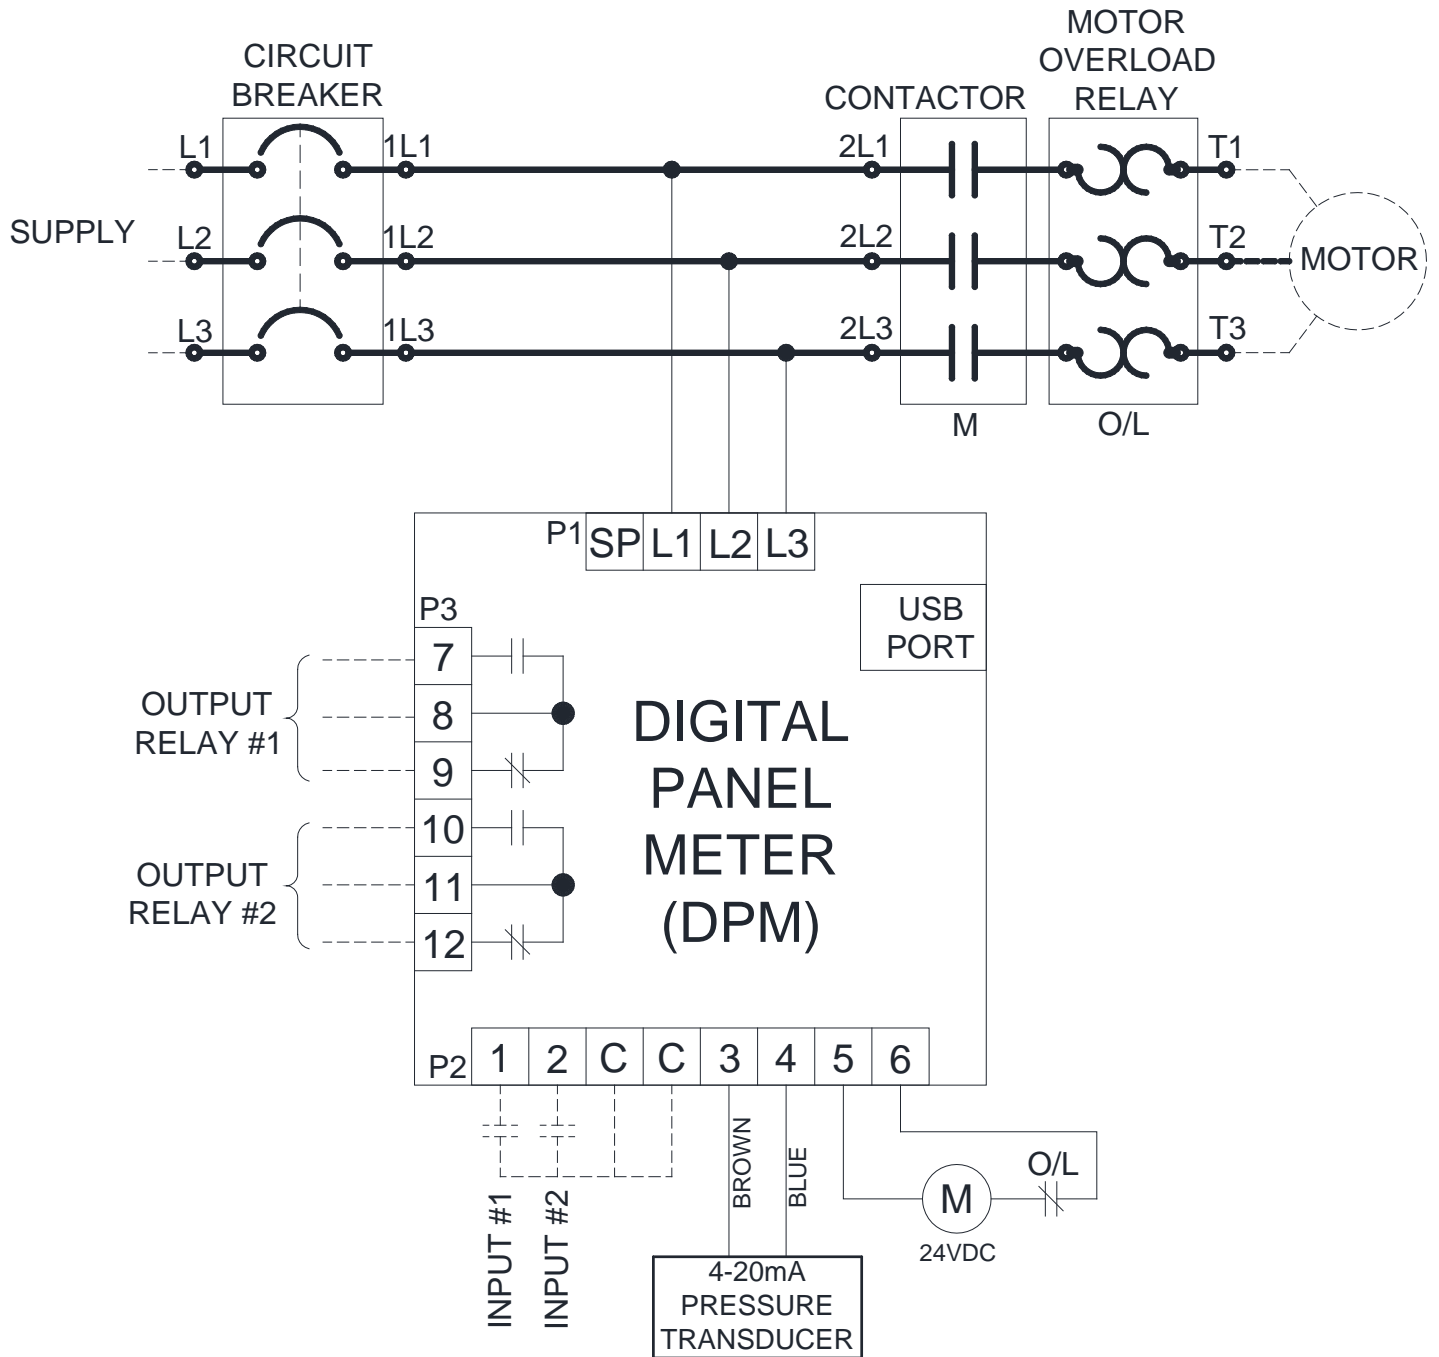 CIRCUIT
BREAKER
CONTACTOR
MOTOR
OVERLOAD
RELAY
L1
1L1
2L1
T1
SUPPLY
L2
1L2
2L2
T2
MOTOR
L3
1L3
2L3
T3
M
O/L
P1
SP
L1
L2
L3
USB
PORT
P3
7
8
9
10
11
12
OUTPUT
RELAY #1
OUTPUT
RELAY #2
DIGITAL
PANEL
METER
(DPM)
P2
1
2
C
C
3
4
5
6
INPUT #1
INPUT #2
BROWN
BLUE
M
24VDC
O/L
4-20mA
PRESSURE
TRANSDUCER